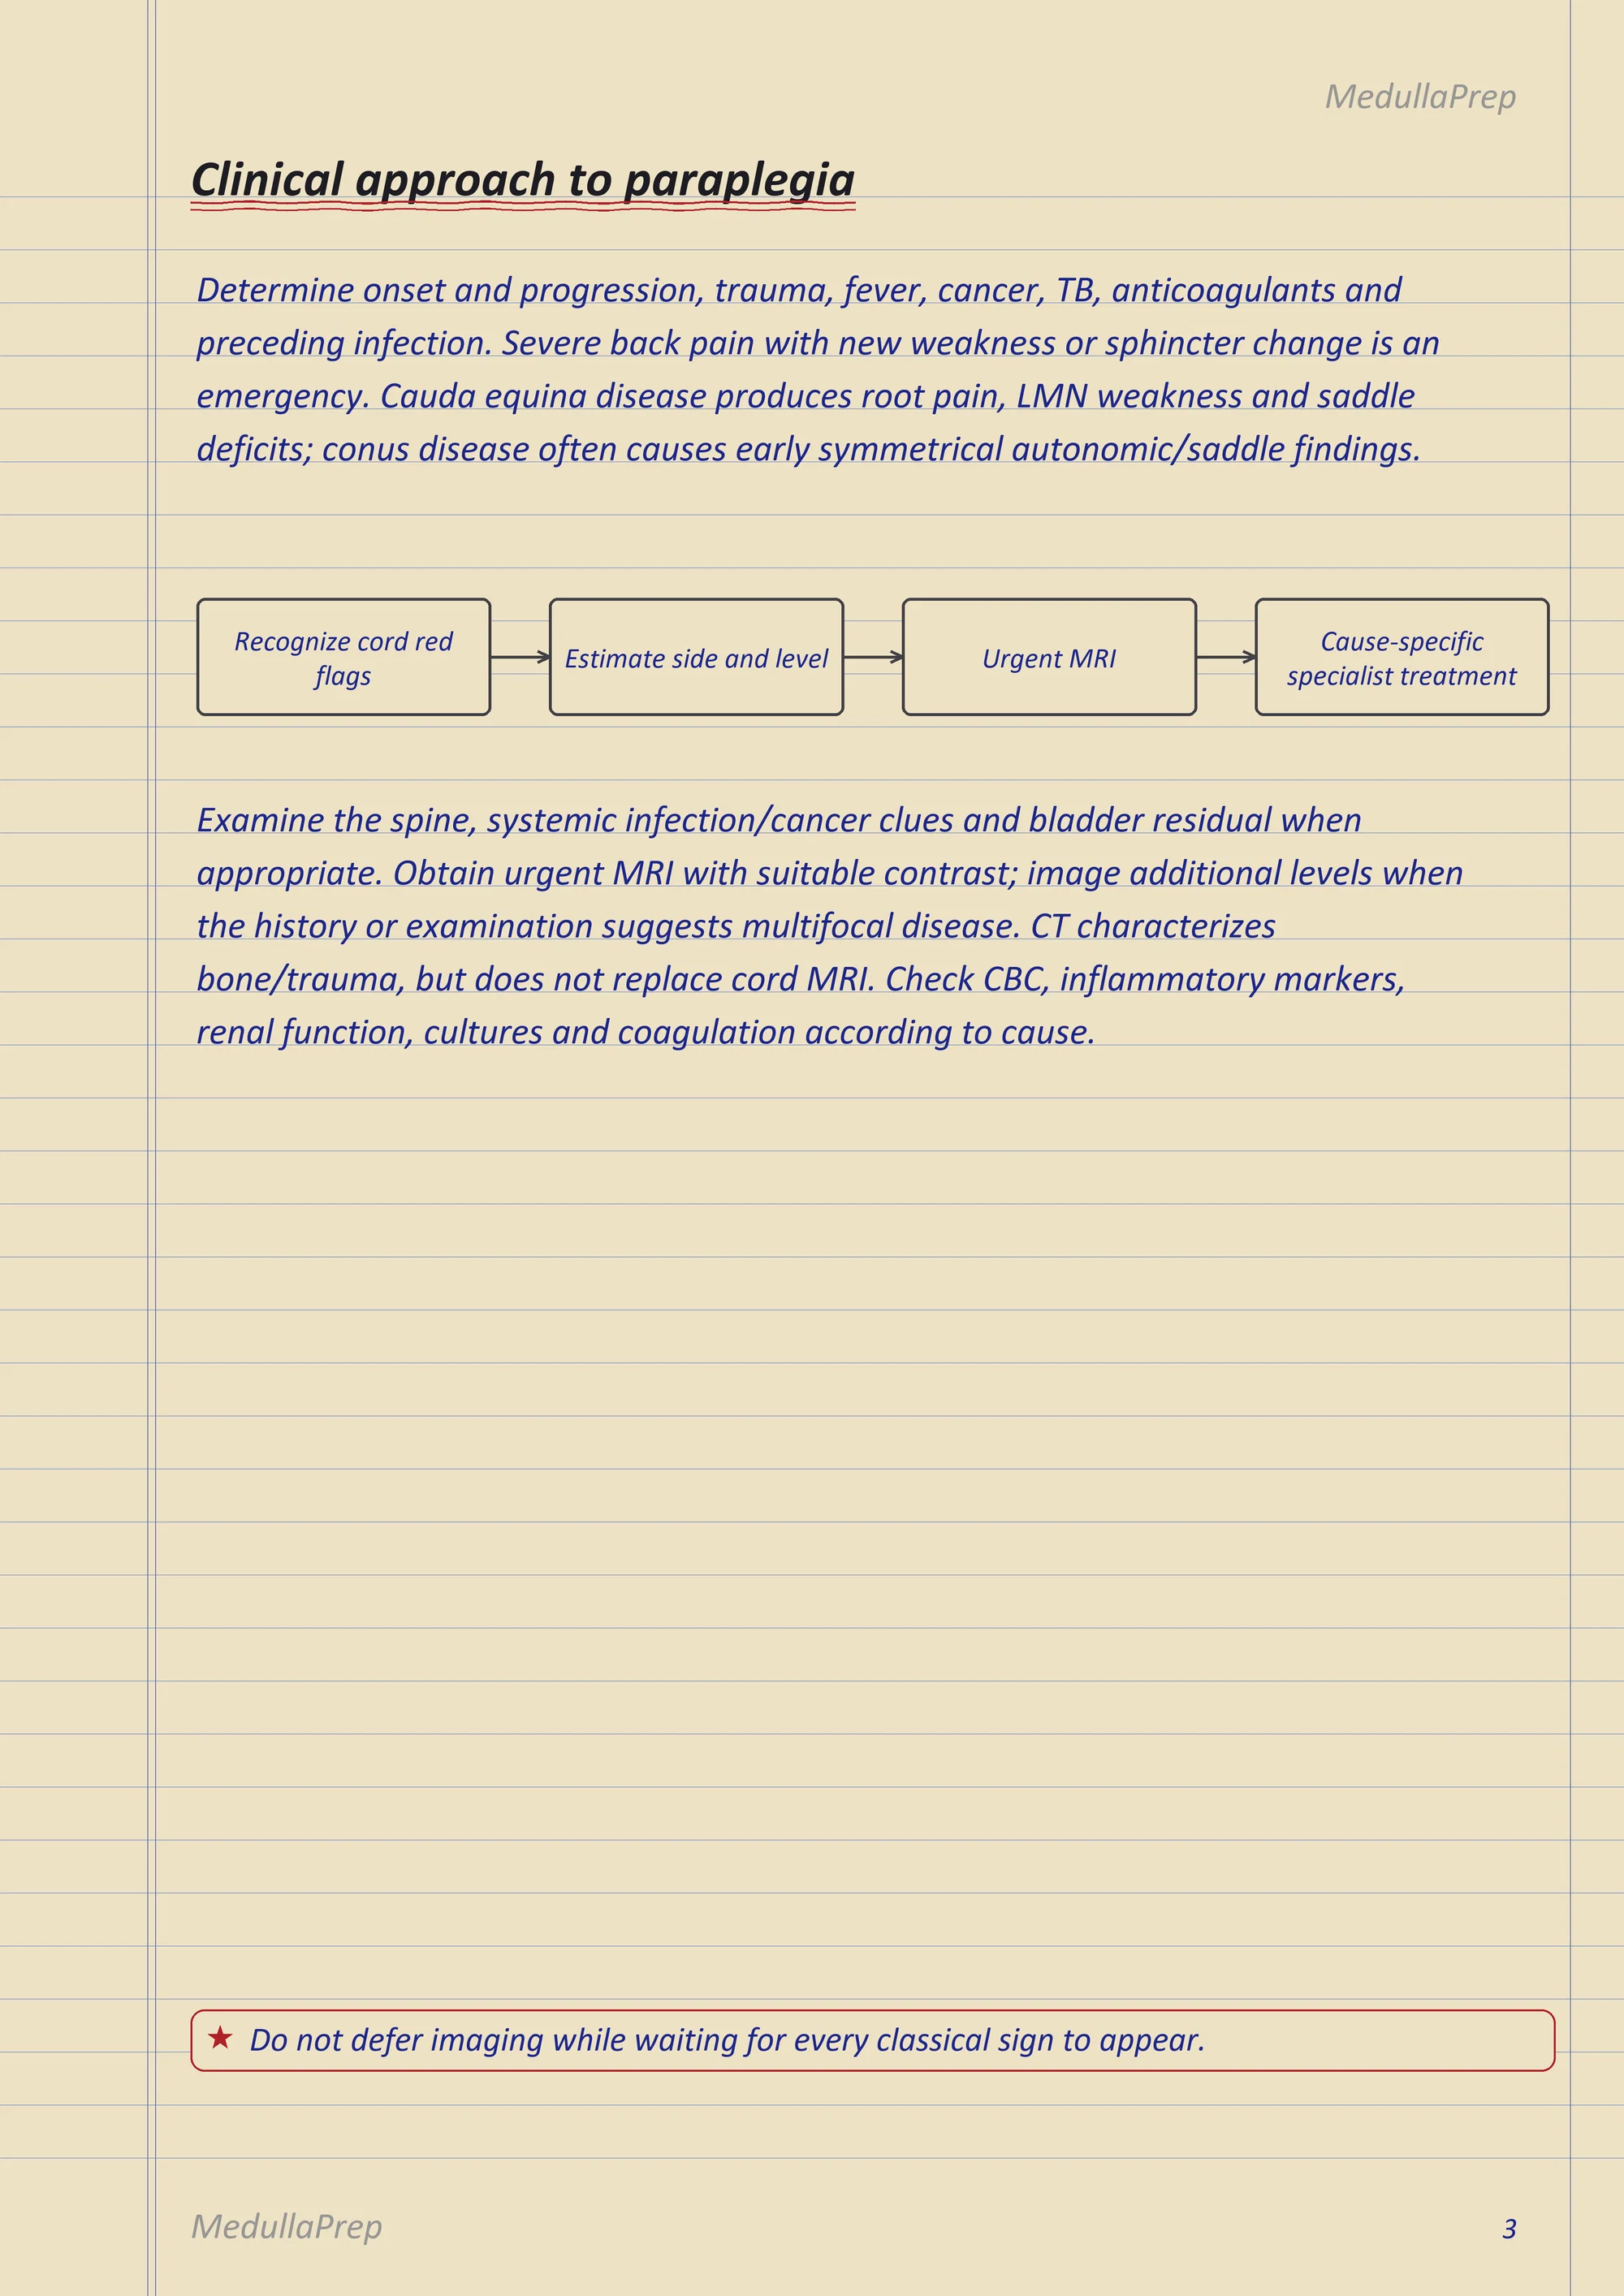 MedullaPrep
Clinical approach to paraplegia
Determine onset and progression, trauma, fever, cancer, TB, anticoagulants and
preceding infection. Severe back pain with new weakness or sphincter change is an
emergency. Cauda equina disease produces root pain, LMN weakness and saddle
deficits; conus disease often causes early symmetrical autonomic/saddle findings.
Recognize cord red
flags
Estimate side and level
Urgent MRI
Cause-specific
specialist treatment
Examine the spine, systemic infection/cancer clues and bladder residual when
appropriate. Obtain urgent MRI with suitable contrast; image additional levels when
the history or examination suggests multifocal disease. CT characterizes
bone/trauma, but does not replace cord MRI. Check CBC, inflammatory markers,
renal function, cultures and coagulation according to cause.
★ Do not defer imaging while waiting for every classical sign to appear.
MedullaPrep
3